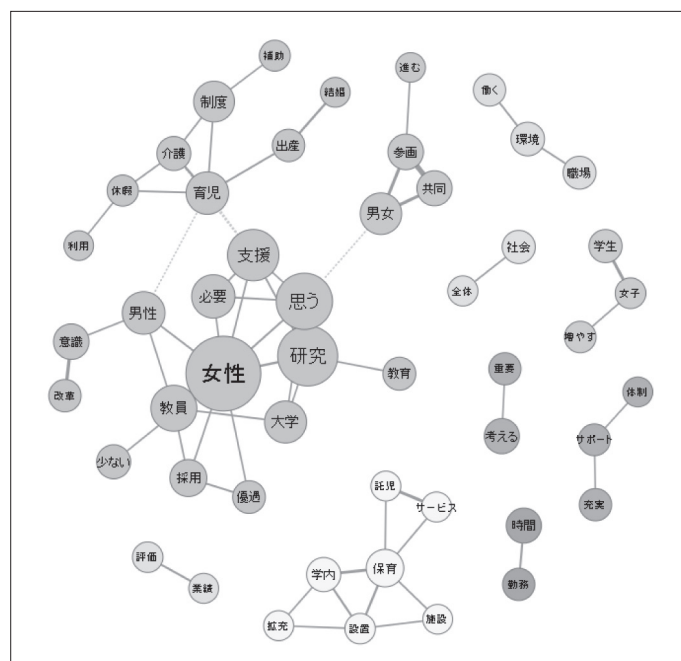 補助
進む
働く
制度
結婚
環境
介護
出産
参画
職場
休暇
育児
共同
男女
利用
支援
社会
学生
全体
女子
必要
思う
男性
増やす
意識
研究
女性
教育
重要
体制
改革
教員
大学
考える
サポート
少ない
採用
優遇
託児
サービス
充実
時間
評価
学内
保育
業績
勤務
拡充
設置
施設